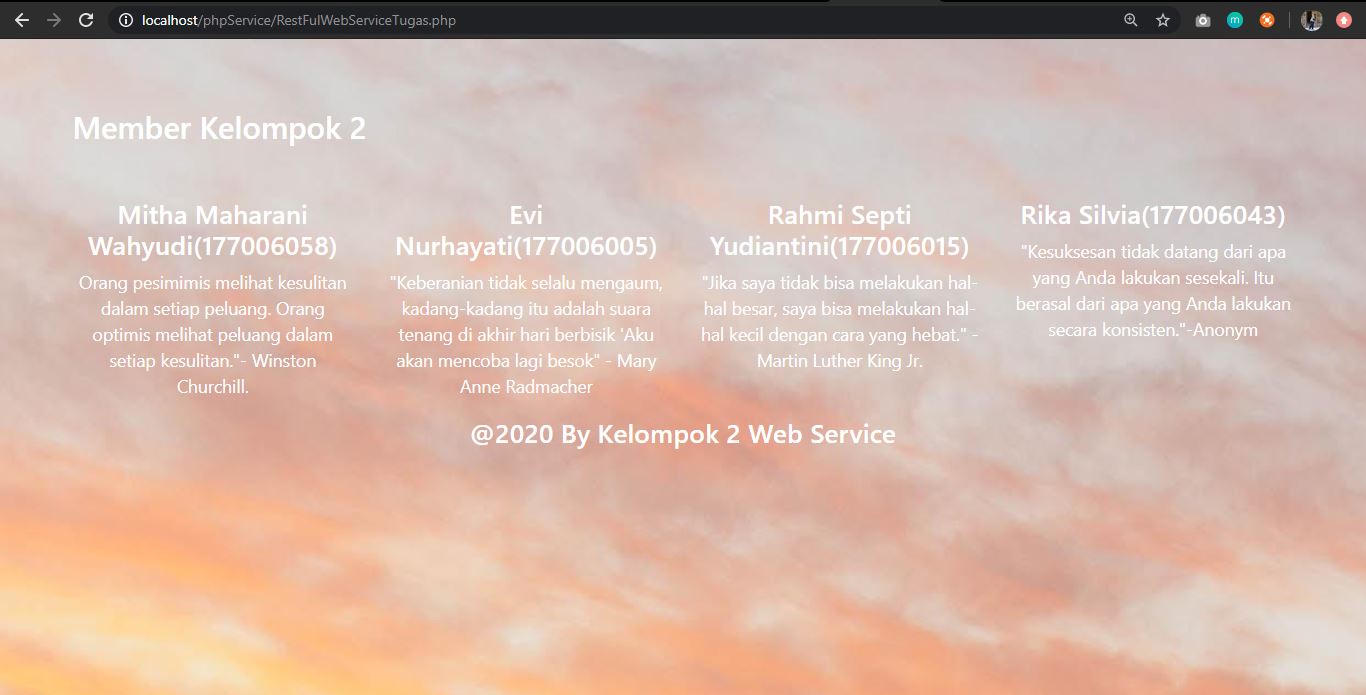 localhost/phpService/RestFulWebServiceTugas.php
m
Member Kelompok 2
Mitha Maharani
Wahyudi(177006058)
Orang pesimimis melihat kesulitan
dalam setiap peluang. Orang
optimis melihat peluang dalam
setiap kesulitan."- Winston
Churchill.
Evi
Nurhayati(177006005)
"Keberanian tidak selalu mengaum,
kadang-kadang itu adalah suara
tenang di akhir hari berbisik 'Aku
akan mencoba lagi besok" - Mary
Anne Radmacher
Rahmi Septi
Yudiantini(177006015)
"Jika saya tidak bisa melakukan hal-
hal besar, saya bisa melakukan hal-
hal kecil dengan cara yang hebat." -
Martin Luther King Jr.
Rika Silvia(177006043)
"Kesuksesan tidak datang dari apa
yang Anda lakukan sesekali. Itu
berasal dari apa yang Anda lakukan
secara konsisten."-Anonym
@2020 By Kelompok 2 Web Service